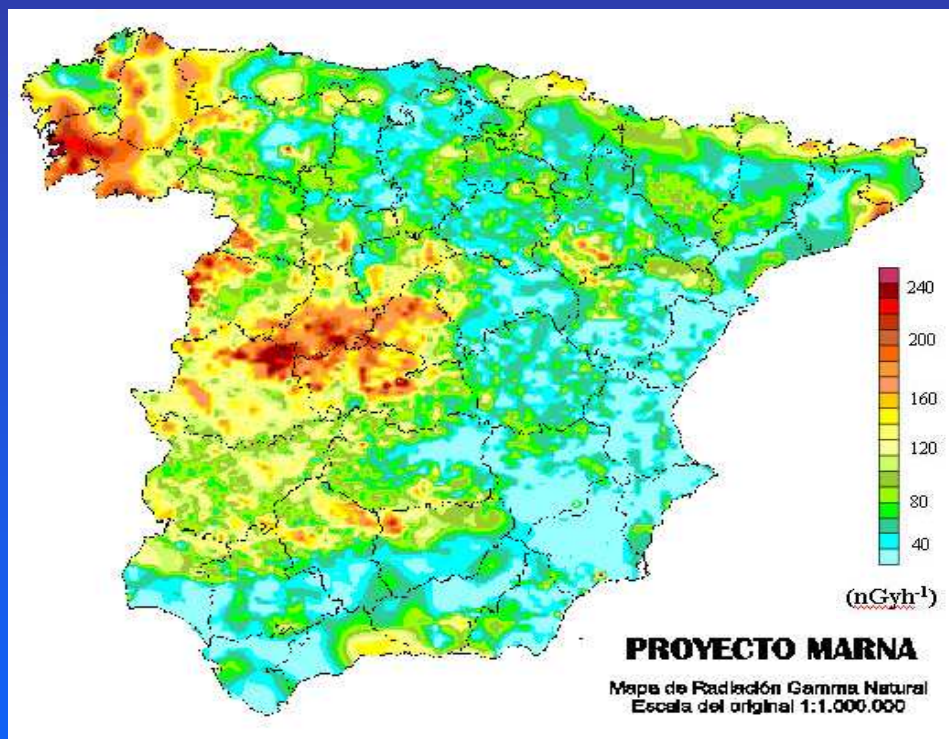 240
200
160
120
80
40
(nGyh-1)
PROYECTO MARNA
Mapa de Radiación Gamma Natural
Escala del original 1:1.000.000